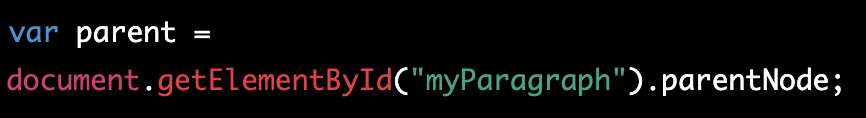 var parent =
document.getElementById("myParagraph").parentNode;